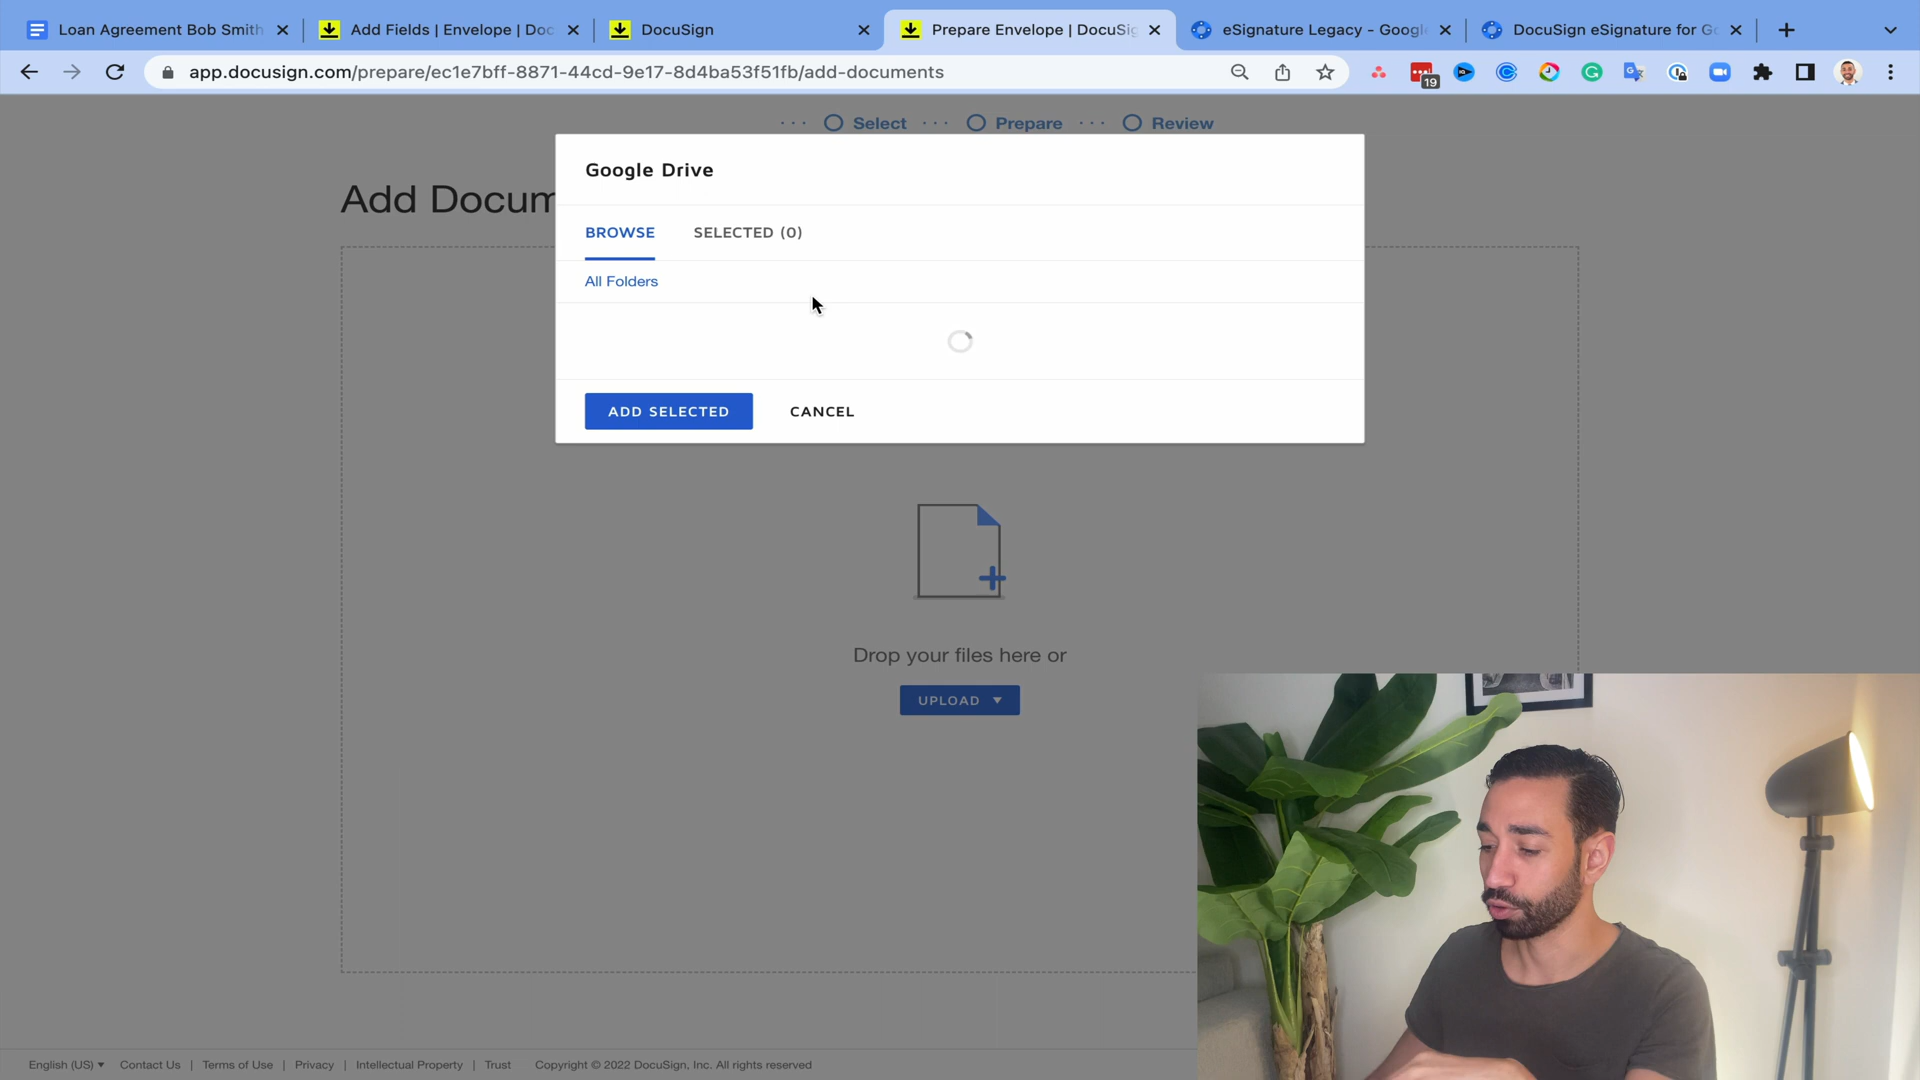 Loan Agreement Bob Smith
Add Fields | Envelope | Doc
DocuSign
Prepare Envelope | DocuSig
eSignature Legacy - Google
DocuSign eSignature for Go
app.docusign.com/prepare/ec1e7bff-8871-44cd-9e17-8d4ba53f51fb/add-documents
19
Select
Prepare
Review
Add Docum
Google Drive
BROWSE
SELECTED (0)
All Folders
ADD SELECTED
CANCEL
Drop your files here or
UPLOAD
English (US) Contact Us | Terms of Use | Privacy | Intellectual Property | Trust Copyright © 2022 DocuSign, Inc. All rights reserved